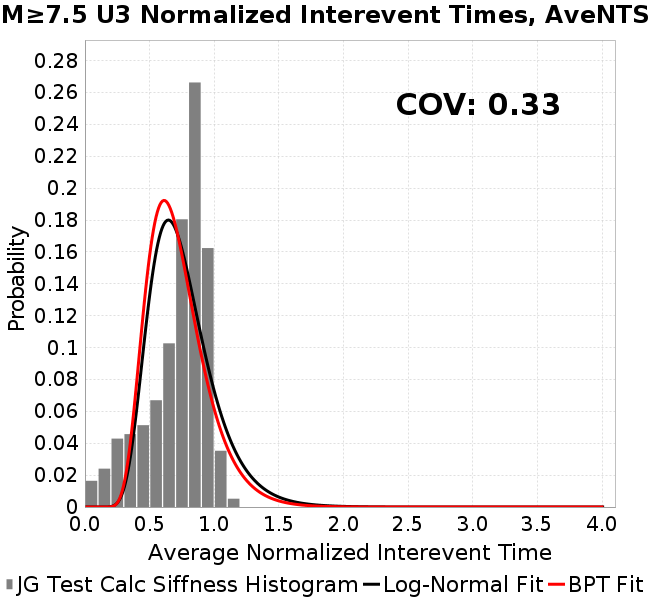 M≥7.5 U3 Normalized Interevent Times, AveNTS
COV: 0.33
Probability
0.28
0.26
0.24
0.22
0.2
0.18
0.16
0.14
0.12
0.1
0.08
0.06
0.04
0.02
0
0.0 0.5 1.0 1.5 2.0 2.5 3.0 3.5 4.0
Average Normalized Interevent Time
JG Test Calc Siffness Histogram Log-Normal Fit BPT Fit